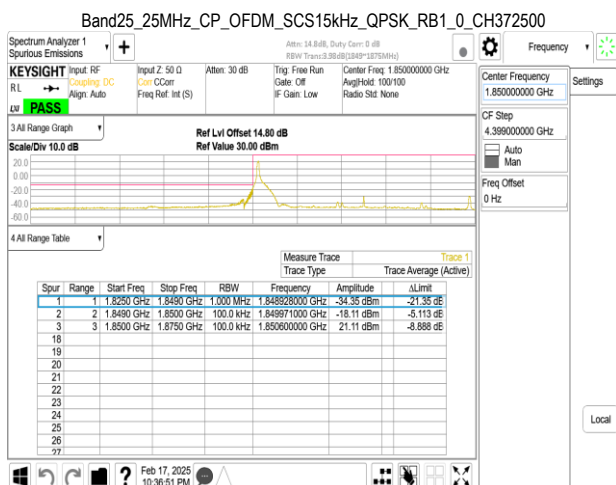 Band25_25MHz_CP_OFDM_SCS15kHz_QPSK_RB1_0_CH372500
Spectrum Analyzer 1
Spurious Emissions
Attn: 14.8dB, Duty Corr: 0 dB
RBW Trans:3.98dB(1849~1875MHz)
Frequency
KEYSIGHT
RL
PASS
Input: RF
Coupling: DC
Align: Auto
Input Z: 50 Ω
Corr CCorr
Freq Ref: Int (S)
Atten: 30 dB
Trig: Free Run
Gate: Off
IF Gain: Low
Center Freq: 1.850000000 GHz
Avg|Hold: 100/100
Radio Std: None
Center Frequency
1.850000000 GHz
Settings
CF Step
4.399000000 GHz
Auto
Man
Freq Offset
0 Hz
Local
3 All Range Graph
Scale/Div 10.0 dB
Ref Lvl Offset 14.80 dB
Ref Value 30.00 dBm
20.0
0.00
-20.0
-40.0
-60.0
4 All Range Table
Measure Trace Trace 1
Trace Type Trace Average (Active)
Spur Range Start Freq Stop Freq RBW Frequency Amplitude ΔLimit
1 1 1.8250 GHz 1.8490 GHz 1.000 MHz 1.848928000 GHz -34.35 dBm -21.35 dB
2 2 1.8490 GHz 1.8500 GHz 100.0 kHz 1.849971000 GHz -18.11 dBm -5.113 dB
3 3 1.8500 GHz 1.8750 GHz 100.0 kHz 1.850600000 GHz 21.11 dBm -8.888 dB
18
19
20
21
22
23
24
25
26
27
Feb 17, 2025
10:36:51 PM